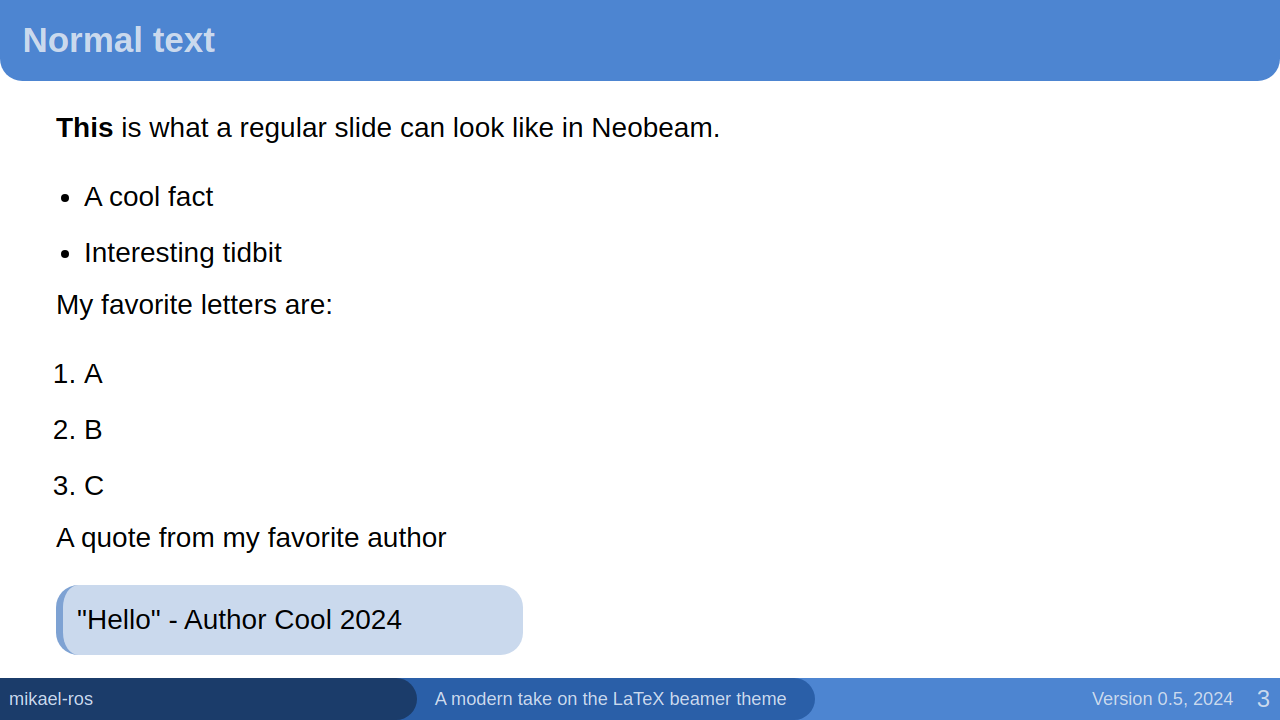 Normal text
This is what a regular slide can look like in Neobeam.
• A cool fact
• Interesting tidbit
My favorite letters are:
1. A
2. B
3. C
A quote from my favorite author
"Hello" - Author Cool 2024
mikael-ros
A modern take on the LaTeX beamer theme
Version 0.5, 2024
3